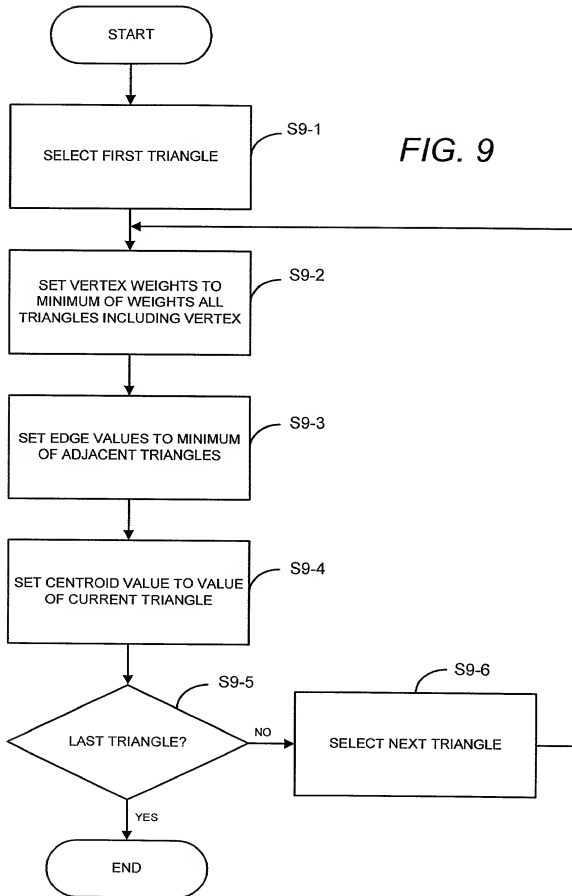 START
S9-1
SELECT FIRST TRIANGLE
FIG. 9
S9-2
SET VERTEX WEIGHTS TO
MINIMUM OF WEIGHTS ALL
TRIANGLES INCLUDING VERTEX
S9-3
SET EDGE VALUES TO MINIMUM
OF ADJACENT TRIANGLES
S9-4
SET CENTROID VALUE TO VALUE
OF CURRENT TRIANGLE
S9-5
LAST TRIANGLE?
NO
S9-6
SELECT NEXT TRIANGLE
YES
END